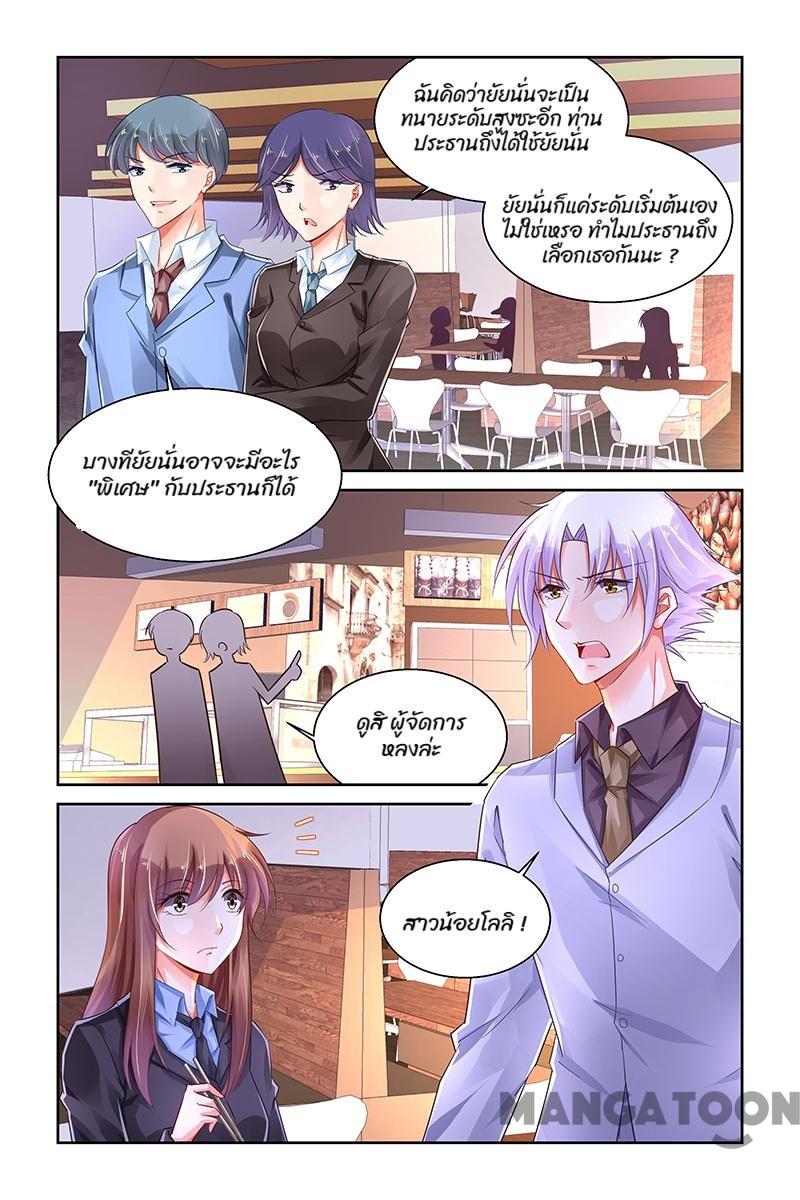 ฉันคิดว่ายัยนั่นจะเป็น
ทนายระดับสูงซะอีก ท่าน
ประธานถึงได้ใช้ยัยนั่น
ยัยนั่นก็แค่ระดับเริ่มต้นเอง
ไม่ใช่เหรอ ทำไมประธานถึง
เลือกเธอกันนะ ?
บางทียัยนั่นอาจจะมีอะไร
"พิเศษ" กับประธานก็ได้
ดูสิ ผู้จัดการ
หลงล่ะ
สาวน้อยโลลิ !
MANGATOON